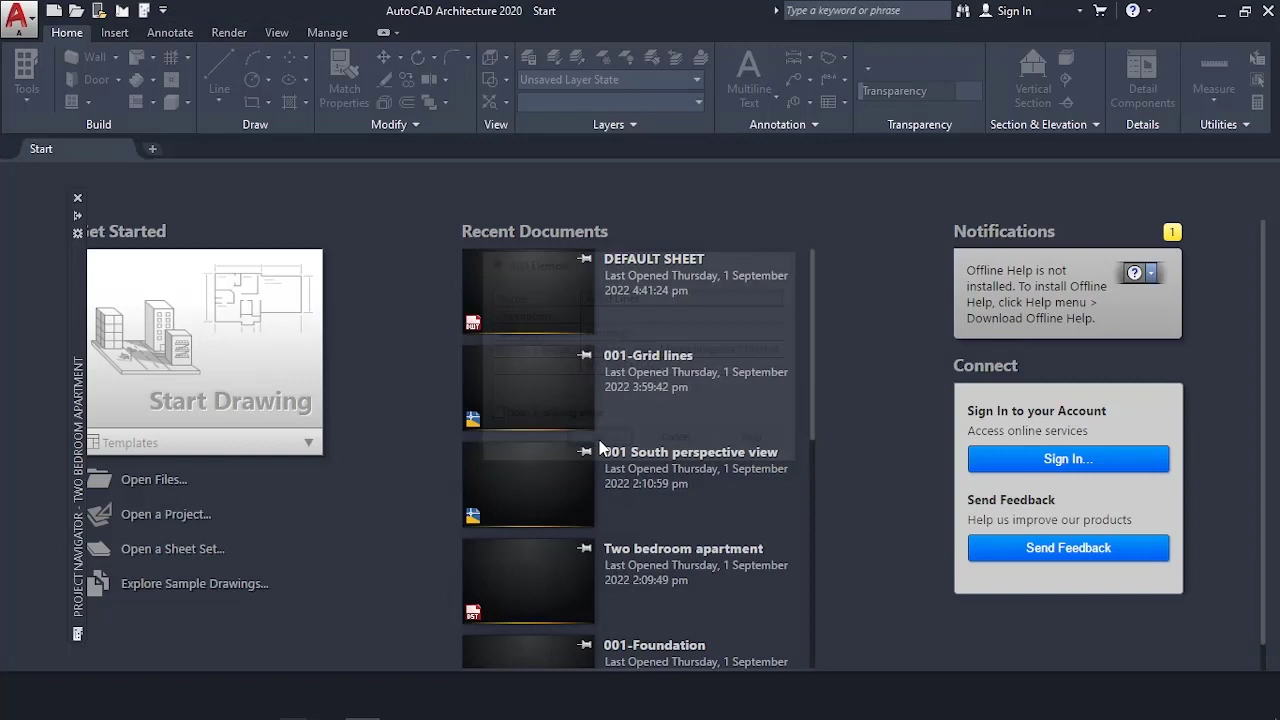 A
A
AutoCAD Architecture 2020 Start
Type a keyword or phrase
Sign In
Home Insert Annotate Render View Manage
Tools
Wall
Door
Build
Line
Draw
Match
Properties
Modify
View
Unsaved Layer State
Layers
Multiline
Text
Annotation
Transparency
Transparency
Vertical
Section
Section & Elevation
Detail
Components
Details
Measure
Utilities
Start
PROJECT NAVIGATOR - TWO BEDROOM APARTMENT
Get Started
Start Drawing
Templates
Open Files...
Open a Project...
Open a Sheet Set...
Explore Sample Drawings...
Recent Documents
DEFAULT SHEET
Last Opened Thursday, 1 September
2022 4:41:24 pm
DWT
001-Grid lines
Last Opened Thursday, 1 September
2022 3:59:42 pm
001 South perspective view
Last Opened Thursday, 1 September
2022 2:10:59 pm
Two bedroom apartment
Last Opened Thursday, 1 September
2022 2:09:49 pm
DST
001-Foundation
Last Opened Thursday, 1 September
Notifications
1
Offline Help is not
installed. To install Offline
Help, click Help menu >
Download Offline Help.
Connect
Sign In to your Account
Access online services
Sign In...
Send Feedback
Help us improve our products
Send Feedback